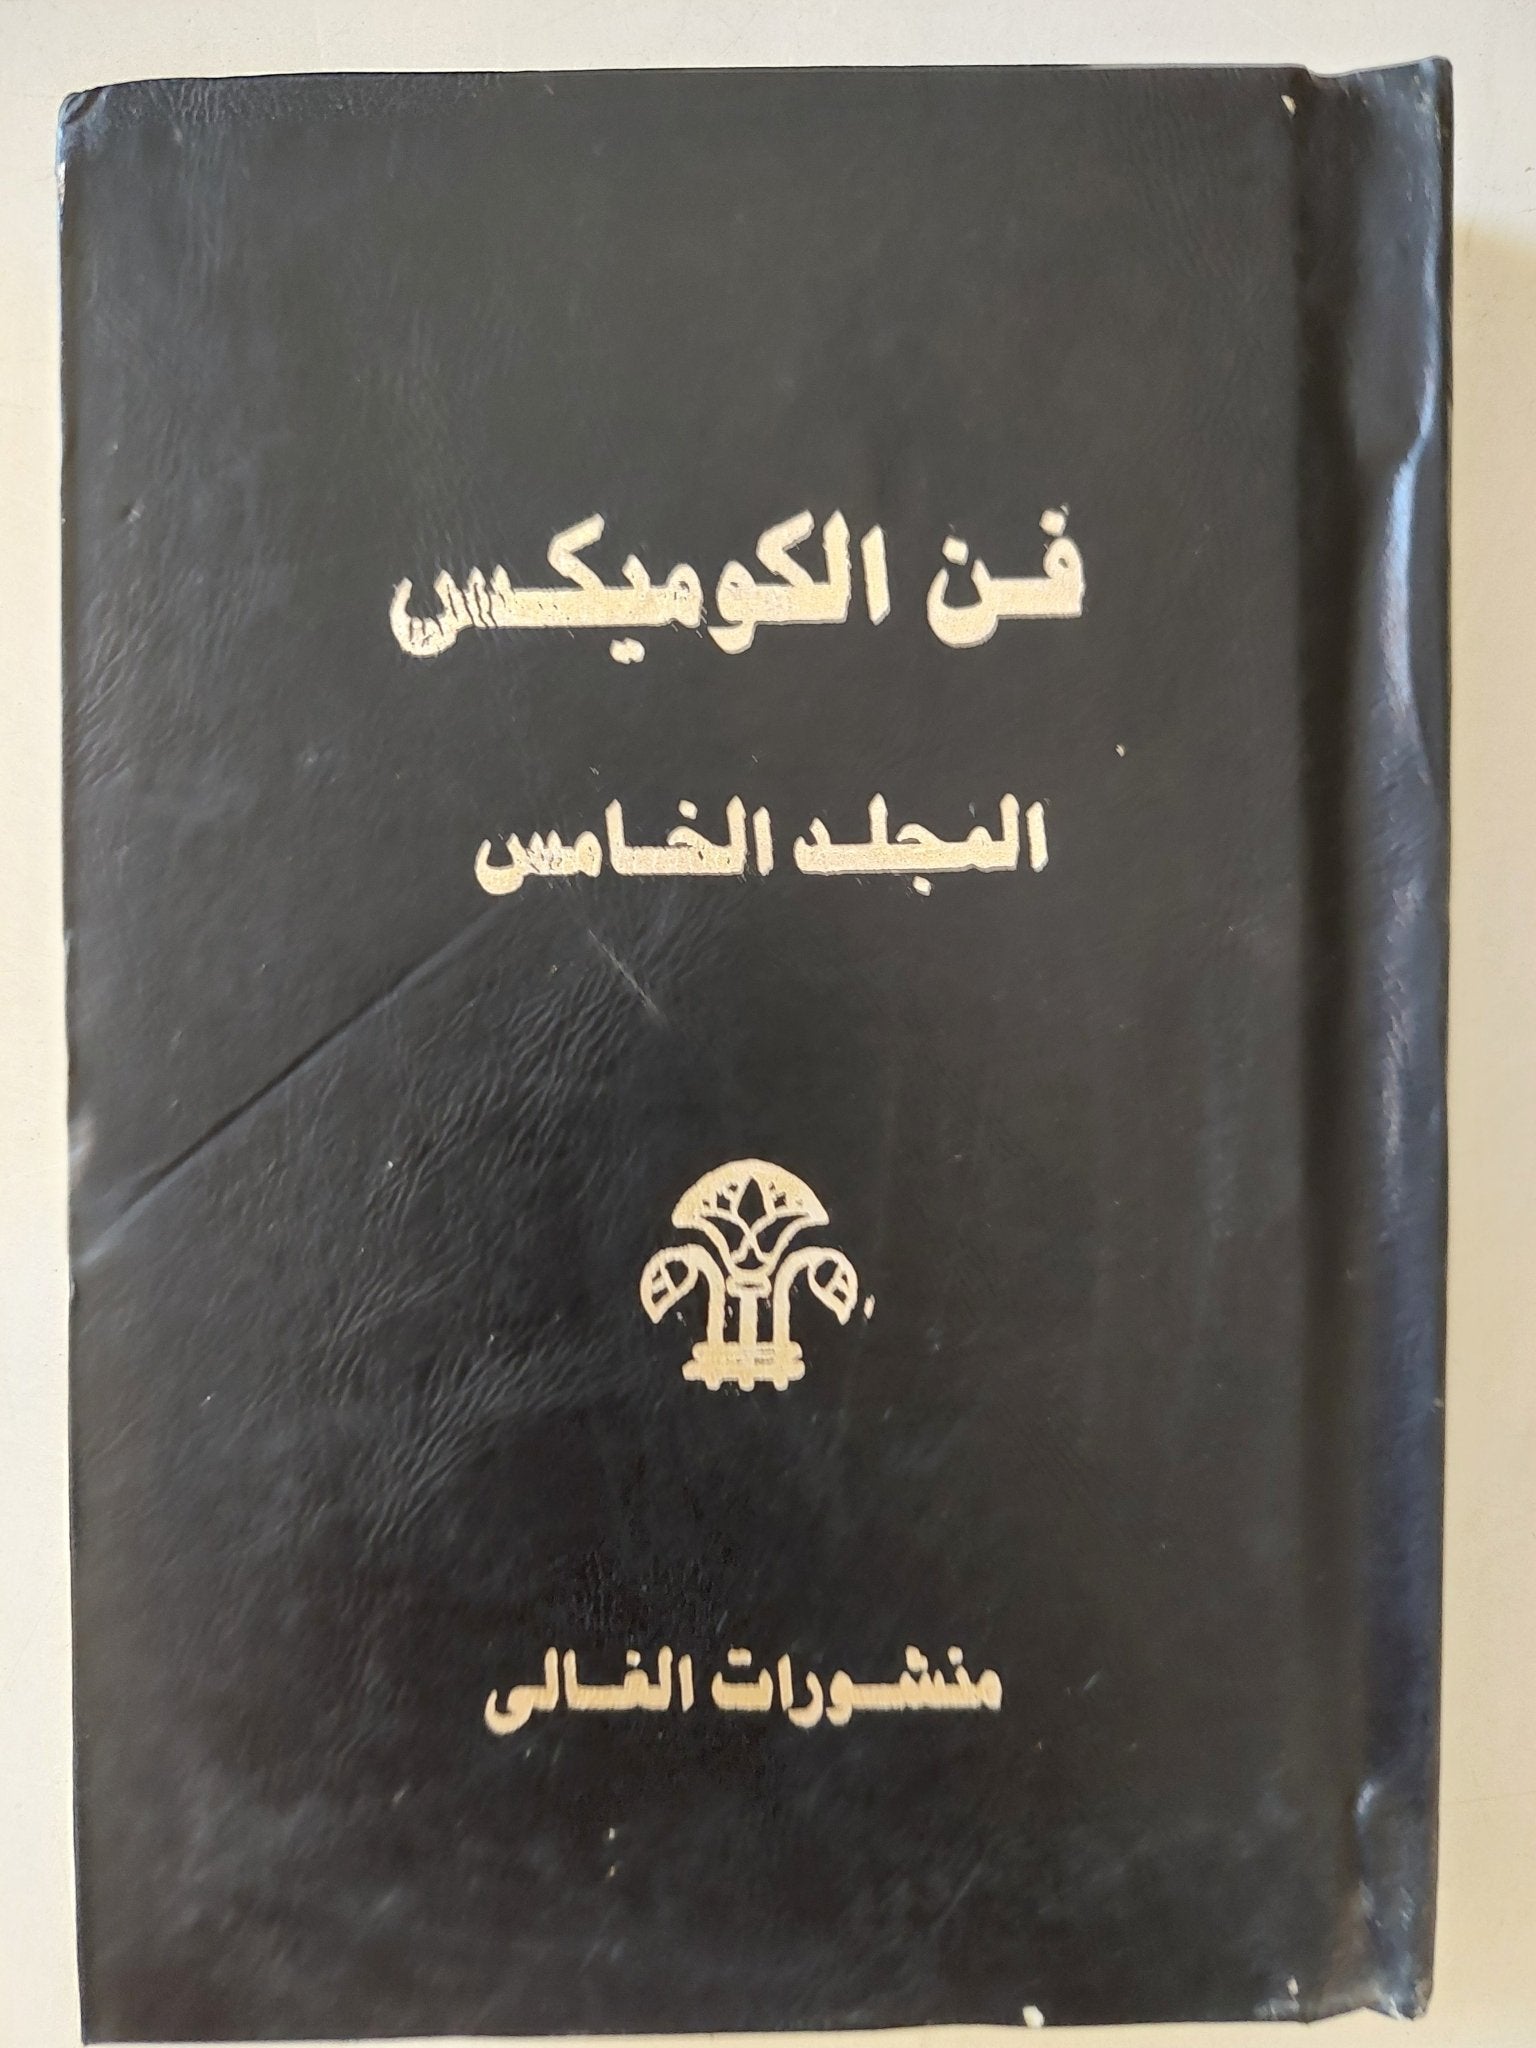 فن الكوميكس
المجلد الخامس
منشورات الغالى